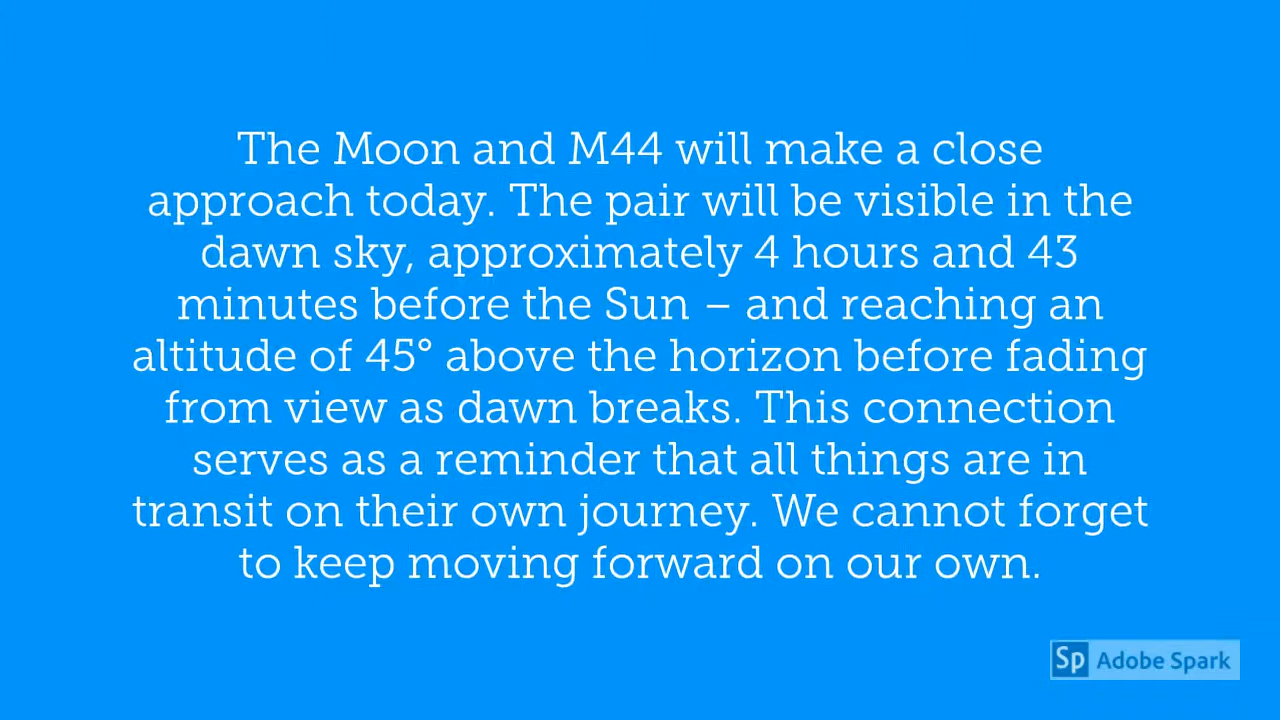 The Moon and M44 will make a close
approach today. The pair will be visible in the
dawn sky, approximately 4 hours and 43
minutes before the Sun – and reaching an
altitude of 45° above the horizon before fading
from view as dawn breaks. This connection
serves as a reminder that all things are in
transit on their own journey. We cannot forget
to keep moving forward on our own.
Sp Adobe Spark